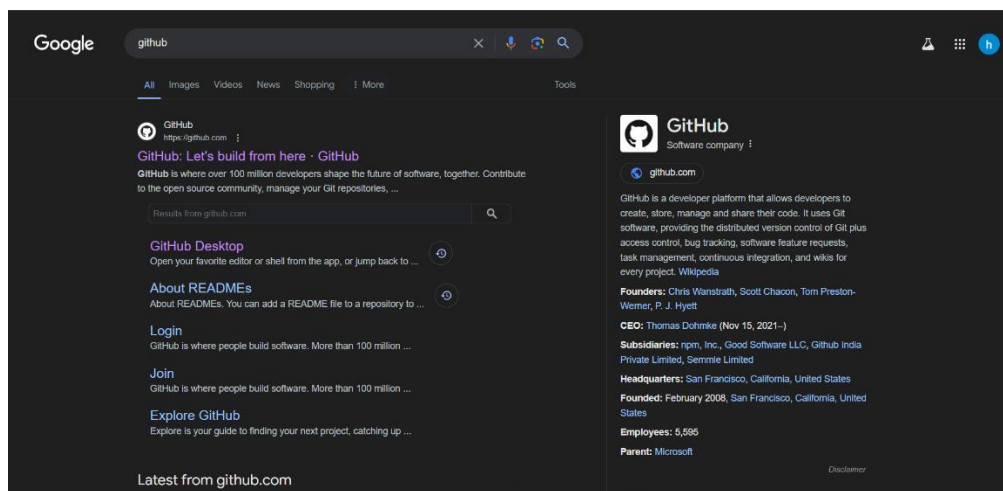 Google
github
All Images Videos News Shopping More Tools
GitHub
https://github.com
GitHub: Let's build from here · GitHub
GitHub is where over 100 million developers shape the future of software, together. Contribute
to the open source community, manage your Git repositories, ...
Results from github.com
GitHub Desktop
Open your favorite editor or shell from the app, or jump back to ...
About READMEs
About READMEs. You can add a README file to a repository to ...
Login
GitHub is where people build software. More than 100 million ...
Join
GitHub is where people build software. More than 100 million ...
Explore GitHub
Explore is your guide to finding your next project, catching up ...
Latest from github.com
h
GitHub
Software company
github.com
GitHub is a developer platform that allows developers to
create, store, manage and share their code. It uses Git
software, providing the distributed version control of Git plus
access control, bug tracking, software feature requests,
task management, continuous integration, and wikis for
every project. Wikipedia
Founders: Chris Wanstrath, Scott Chacon, Tom Preston-
Werner, P. J. Hyett
CEO: Thomas Dohmke (Nov 15, 2021–)
Subsidiaries: npm, Inc., Good Software LLC, Github India
Private Limited, Semmle Limited
Headquarters: San Francisco, California, United States
Founded: February 2008, San Francisco, California, United
States
Employees: 5,595
Parent: Microsoft
Disclaimer